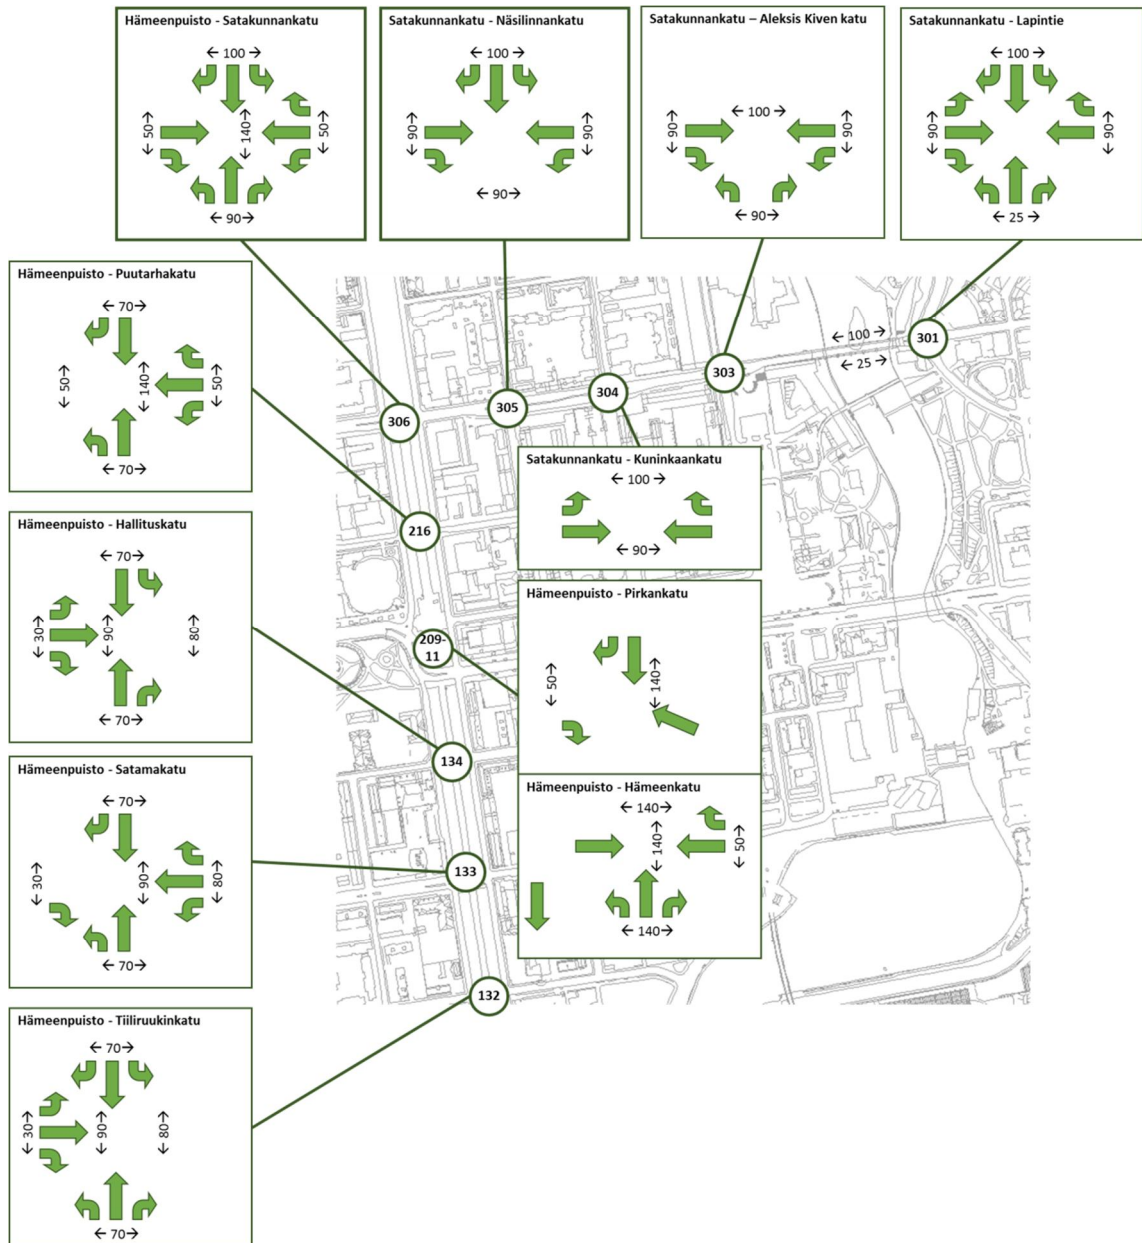 Hämeenpuisto - Satakunnankatu
← 100 →
← 50 →
← 140 →
← 50 →
← 90 →
Satakunnankatu - Näsilinnankatu
← 100 →
← 90 →
← 90 →
← 90 →
Satakunnankatu – Aleksis Kiven katu
← 100 →
← 90 →
← 90 →
← 90 →
Satakunnankatu - Lapintie
← 100 →
← 90 →
← 90 →
← 25 →
Hämeenpuisto - Puutarhakatu
← 70 →
← 50 →
← 140 →
← 50 →
← 70 →
← 100 →
← 25 →
301
303
304
305
306
216
209-
11
134
133
132
Satakunnankatu - Kuninkaankatu
← 100 →
← 90 →
Hämeenpuisto - Hallituskatu
← 70 →
← 30 →
← 90 →
← 80 →
← 70 →
Hämeenpuisto - Pirkankatu
← 50 →
← 140 →
Hämeenpuisto - Hämeenkatu
← 140 →
← 140 →
← 50 →
← 140 →
Hämeenpuisto - Satamakatu
← 70 →
← 30 →
← 90 →
← 80 →
← 70 →
Hämeenpuisto - Tiiliruukinkatu
← 70 →
← 30 →
← 90 →
← 80 →
← 70 →